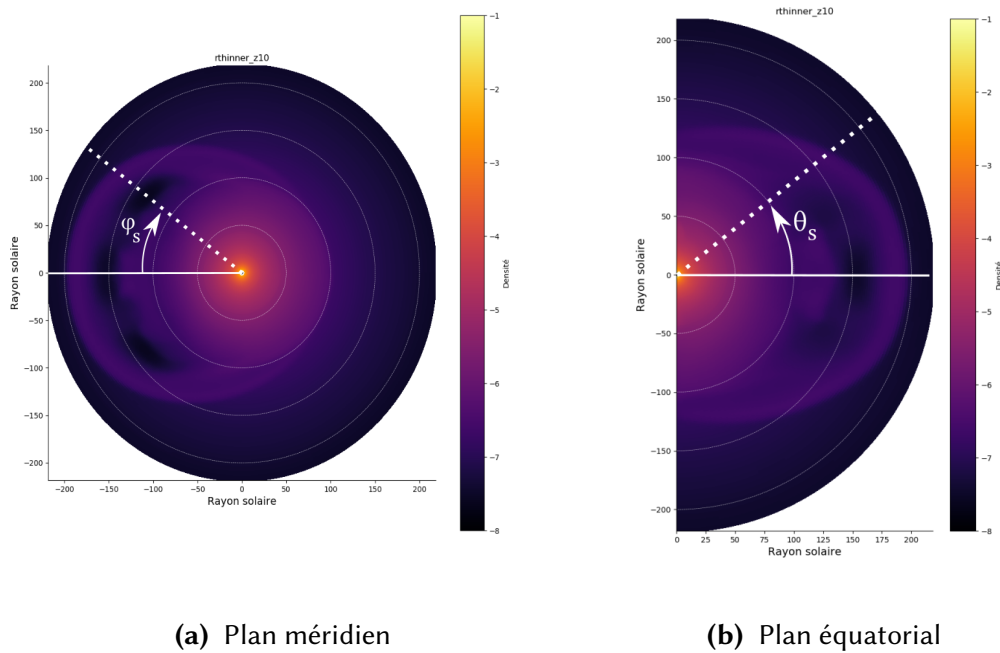 rthinner_z10
200
150
100
50
0
−50
−100
−150
−200
Rayon solaire
φs
−200 −150 −100 −50 0 50 100 150 200
Rayon solaire
−1
−2
−3
−4
−5
−6
−7
−8
Densité
(a) Plan méridien
rthinner_z10
200
150
100
50
0
−50
−100
−150
−200
Rayon solaire
θs
0 25 50 75 100 125 150 175 200
Rayon solaire
−1
−2
−3
−4
−5
−6
−7
−8
Densité
(b) Plan équatorial